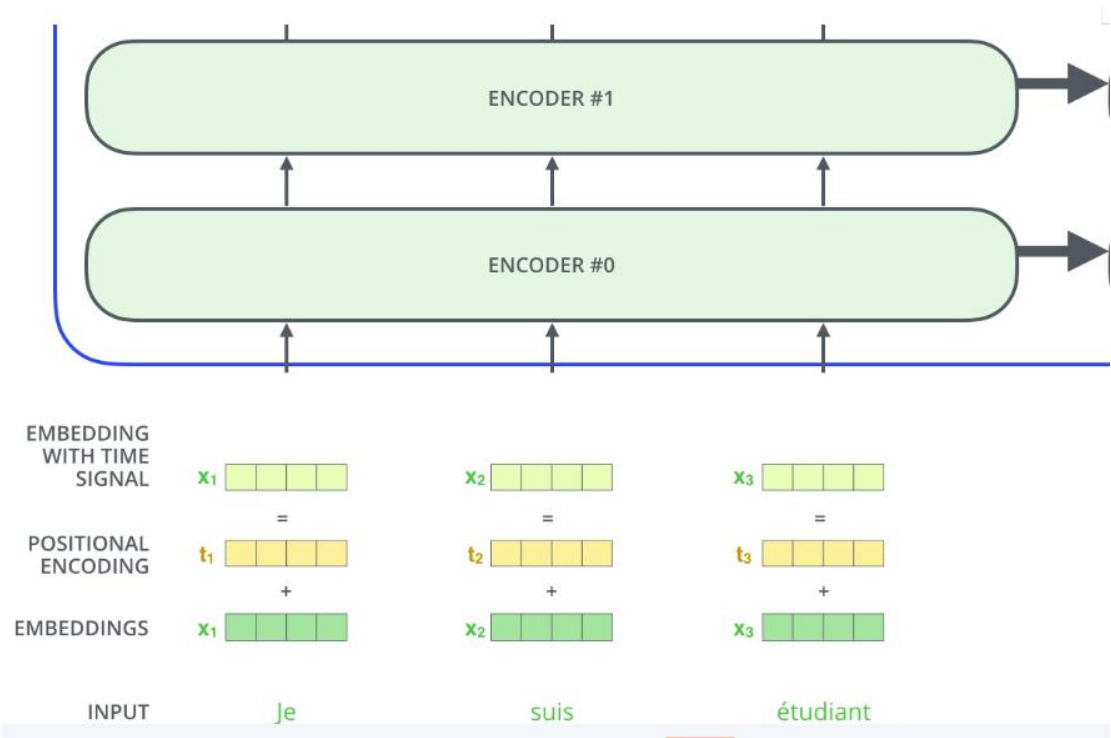 ENCODER #1
ENCODER #0
EMBEDDING
WITH TIME
SIGNAL
x₁ x₂ x₃
= = =
POSITIONAL
ENCODING
t₁ t₂ t₃
+ + +
EMBEDDINGS x₁ x₂ x₃
INPUT Je suis étudiant